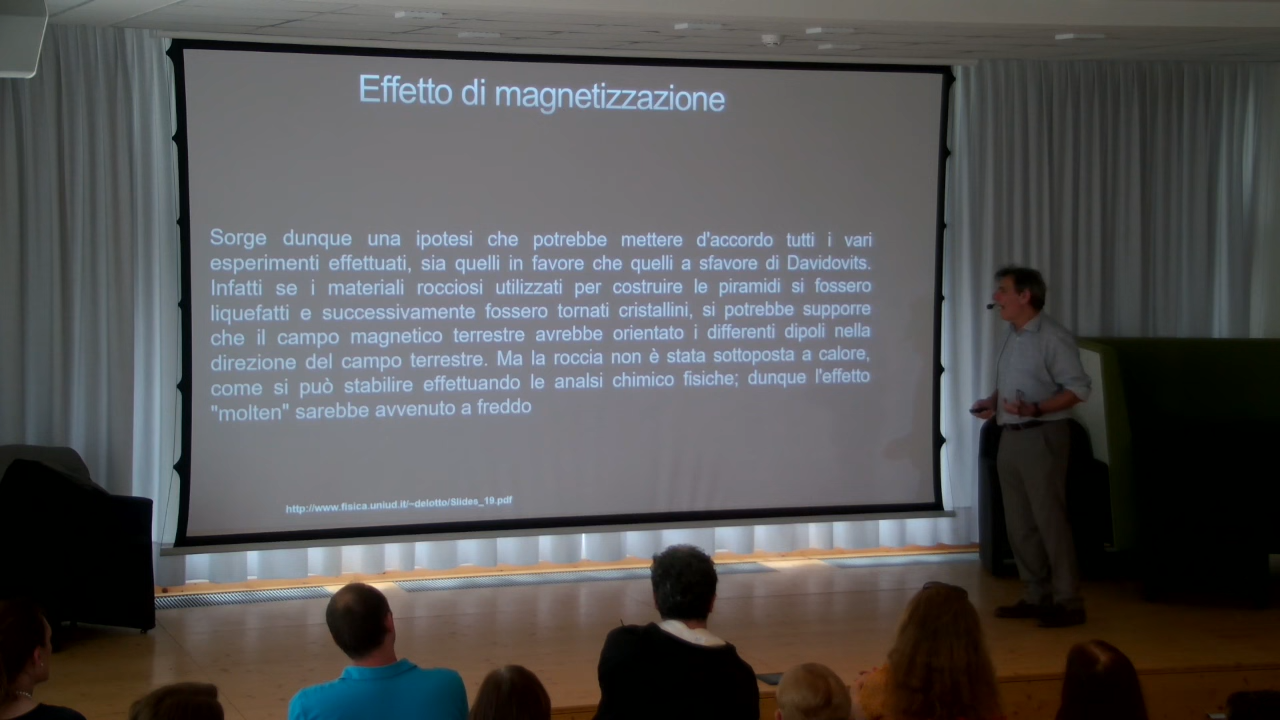 Effetto di magnetizzazione
Sorge dunque una ipotesi che potrebbe mettere d'accordo tutti i vari
esperimenti effettuati, sia quelli in favore che quelli a sfavore di Davidovits.
Infatti se i materiali rocciosi utilizzati per costruire le piramidi si fossero
liquefatti e successivamente fossero tornati cristallini, si potrebbe supporre
che il campo magnetico terrestre avrebbe orientato i differenti dipoli nella
direzione del campo terrestre. Ma la roccia non è stata sottoposta a calore,
come si può stabilire effettuando le analsi chimico fisiche; dunque l'effetto
"molten" sarebbe avvenuto a freddo
http://www.fisica.uniud.it/~delotto/Slides_19.pdf